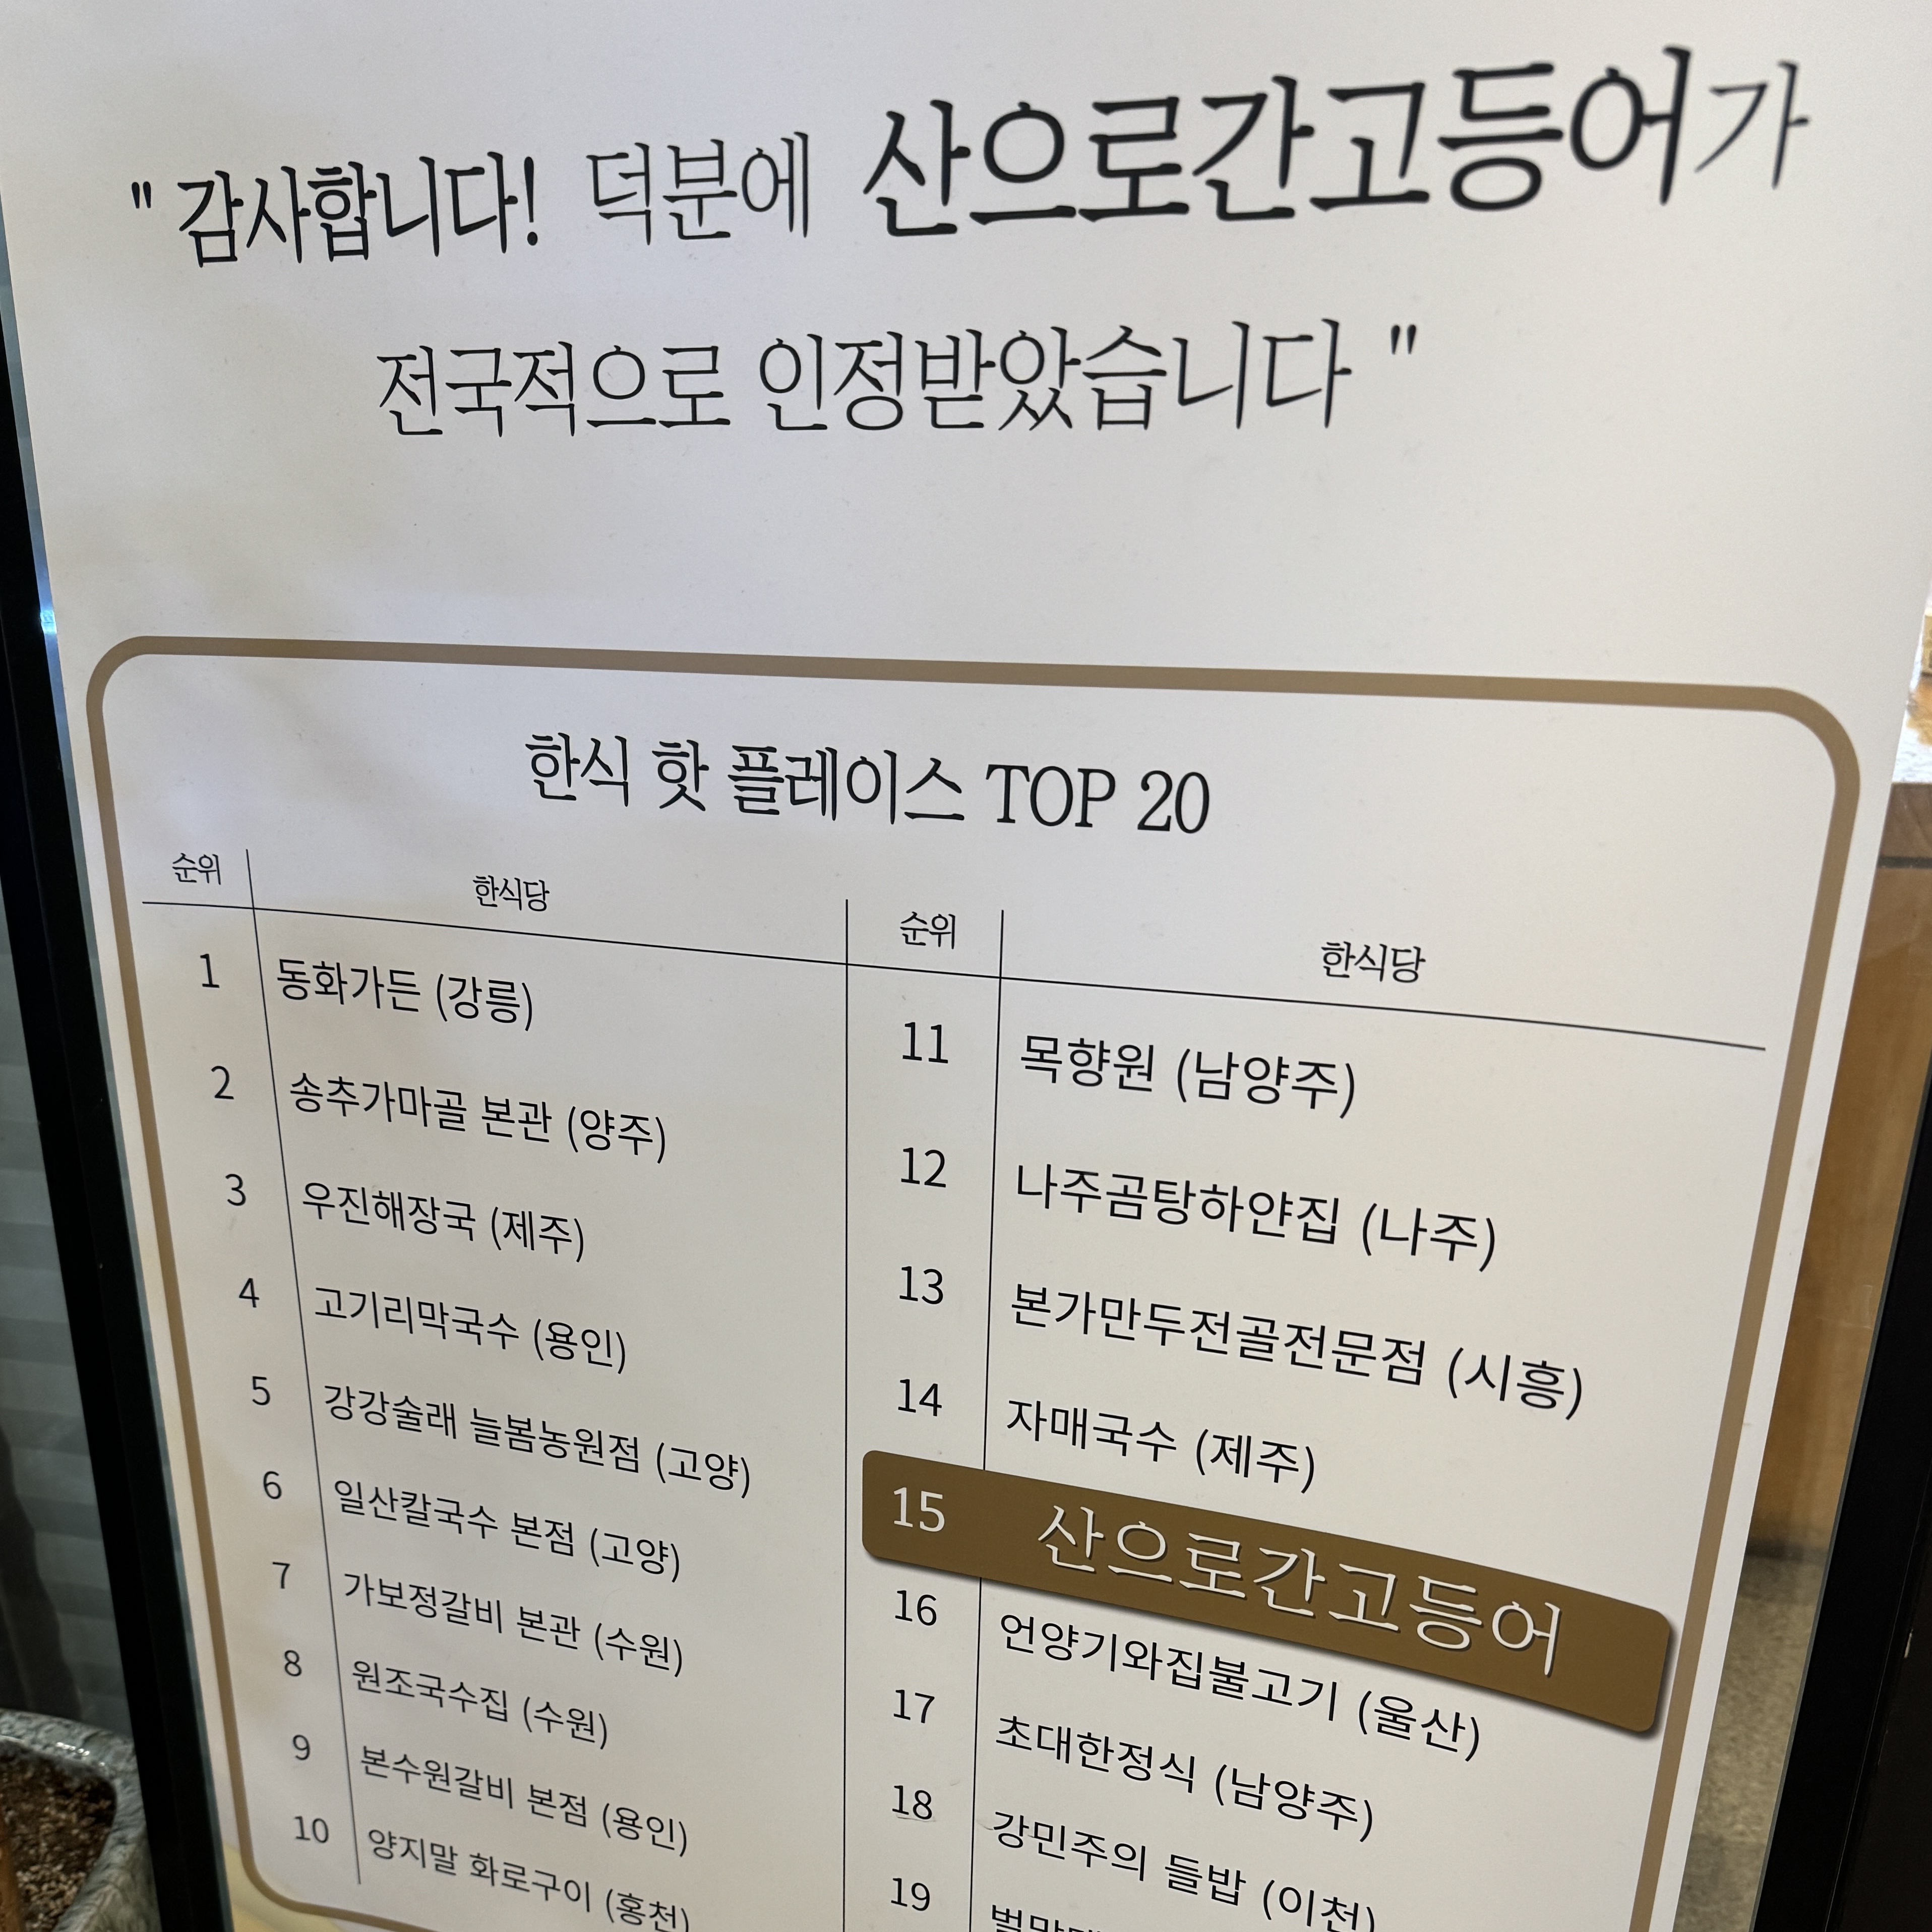 " 감사합니다! 덕분에 산으로간고등어가
전국적으로 인정받았습니다 "
한식 핫 플레이스 TOP 20
순위 한식당
1 동화가든 (강릉)
2 송추가마골 본관 (양주)
3 우진해장국 (제주)
4 고기리막국수 (용인)
5 강강술래 늘봄농원점 (고양)
6 일산칼국수 본점 (고양)
7 가보정갈비 본관 (수원)
8 원조국수집 (수원)
9 본수원갈비 본점 (용인)
10 양지말 화로구이 (홍천)
순위 한식당
11 목향원 (남양주)
12 나주곰탕하얀집 (나주)
13 본가만두전골전문점 (시흥)
14 자매국수 (제주)
15 산으로간고등어
16 언양기와집불고기 (울산)
17 초대한정식 (남양주)
18 강민주의 들밥 (이천)
19